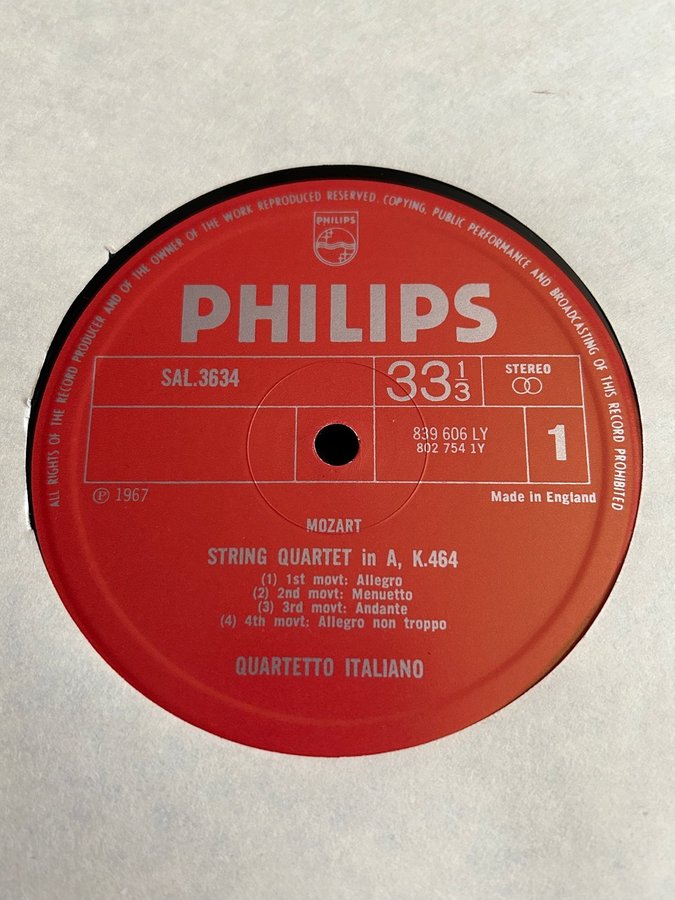 ALL RIGHTS OF THE RECORD PRODUCER AND OF THE OWNER OF THE WORK REPRODUCED RESERVED. COPYING, PUBLIC PERFORMANCE AND BROADCASTING OF THIS RECORD PROHIBITED
PHILIPS
PHILIPS
SAL.3634
33⅓
STEREO
839 606 LY
802 754 1Y
1
Ⓟ 1967
Made in England
MOZART
STRING QUARTET in A, K.464
(1) 1st movt: Allegro
(2) 2nd movt: Menuetto
(3) 3rd movt: Andante
(4) 4th movt: Allegro non troppo
QUARTETTO ITALIANO